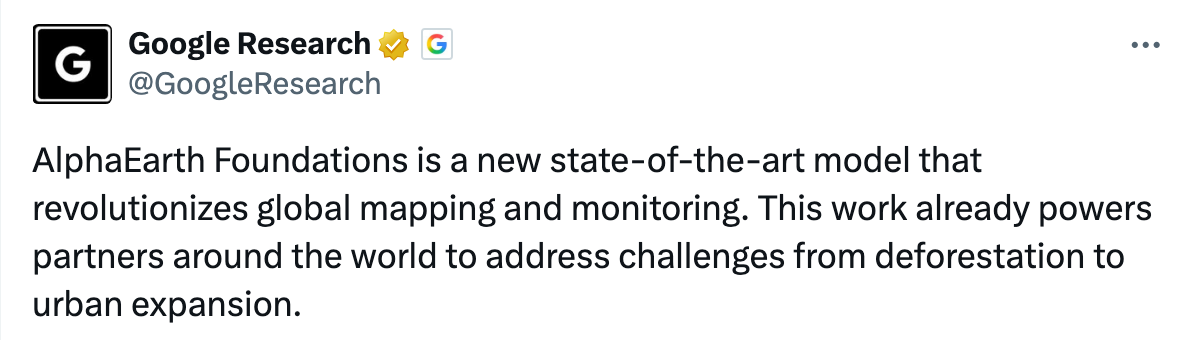 Google Research
@GoogleResearch
AlphaEarth Foundations is a new state-of-the-art model that
revolutionizes global mapping and monitoring. This work already powers
partners around the world to address challenges from deforestation to
urban expansion.